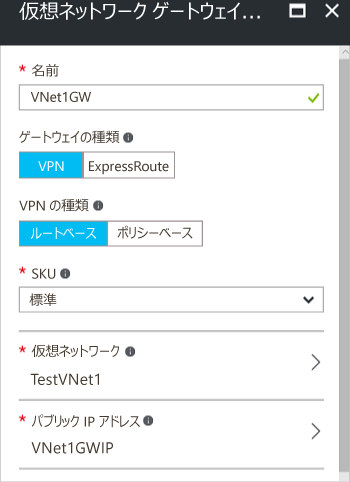 仮想ネットワーク ゲートウェイ...
* 名前
VNet1GW
ゲートウェイの種類
VPN ExpressRoute
VPN の種類
ルートベース ポリシーベース
* SKU
標準
* 仮想ネットワーク
TestVNet1
* パブリック IP アドレス
VNet1GWIP